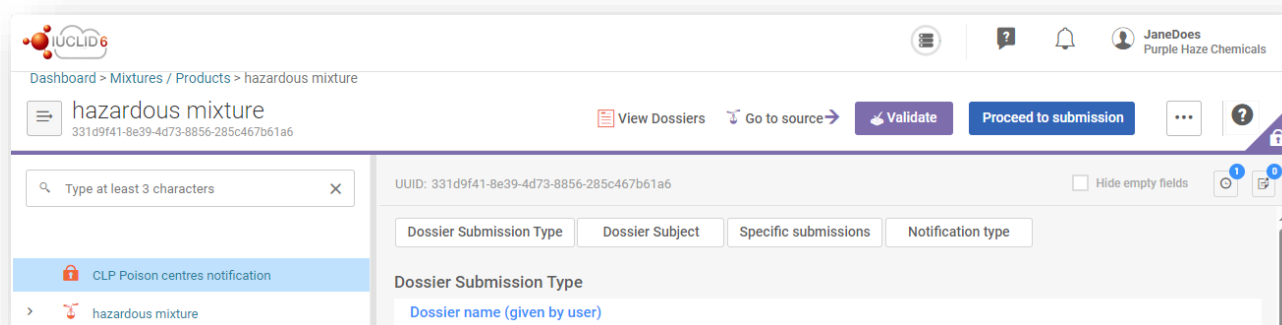 IUCLID 6
JaneDoes
Purple Haze Chemicals
Dashboard > Mixtures / Products > hazardous mixture
hazardous mixture
331d9f41-8e39-4d73-8856-285c467b61a6
View Dossiers
Go to source
Validate
Proceed to submission
Type at least 3 characters
UUID: 331d9f41-8e39-4d73-8856-285c467b61a6
Hide empty fields
1
0
Dossier Submission Type
Dossier Subject
Specific submissions
Notification type
CLP Poison centres notification
Dossier Submission Type
hazardous mixture
Dossier name (given by user)